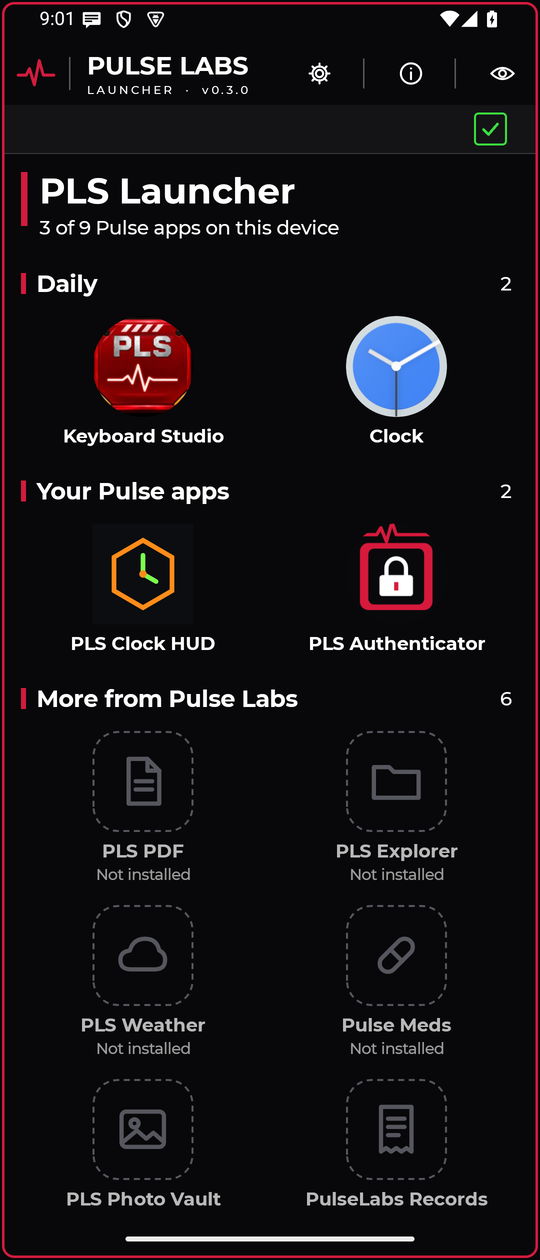 9:01
PULSE LABS
LAUNCHER · v0.3.0
PLS Launcher
3 of 9 Pulse apps on this device
Daily 2
PLS
Keyboard Studio Clock
Your Pulse apps 2
PLS Clock HUD PLS Authenticator
More from Pulse Labs 6
PLS PDF PLS Explorer
Not installed Not installed
PLS Weather Pulse Meds
Not installed Not installed
PLS Photo Vault PulseLabs Records